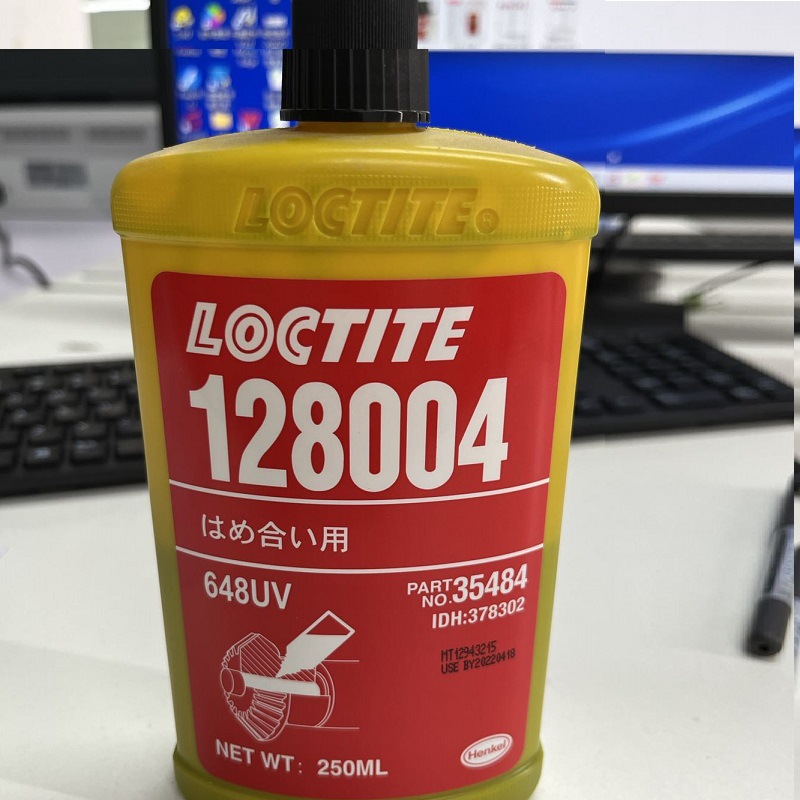 LOCTITE®
LOCTITE
128004
はめ合い用
648UV
PART NO. 35484
IDH:378302
MT12943215
USE BY20220418
NET WT: 250ML
Henkel